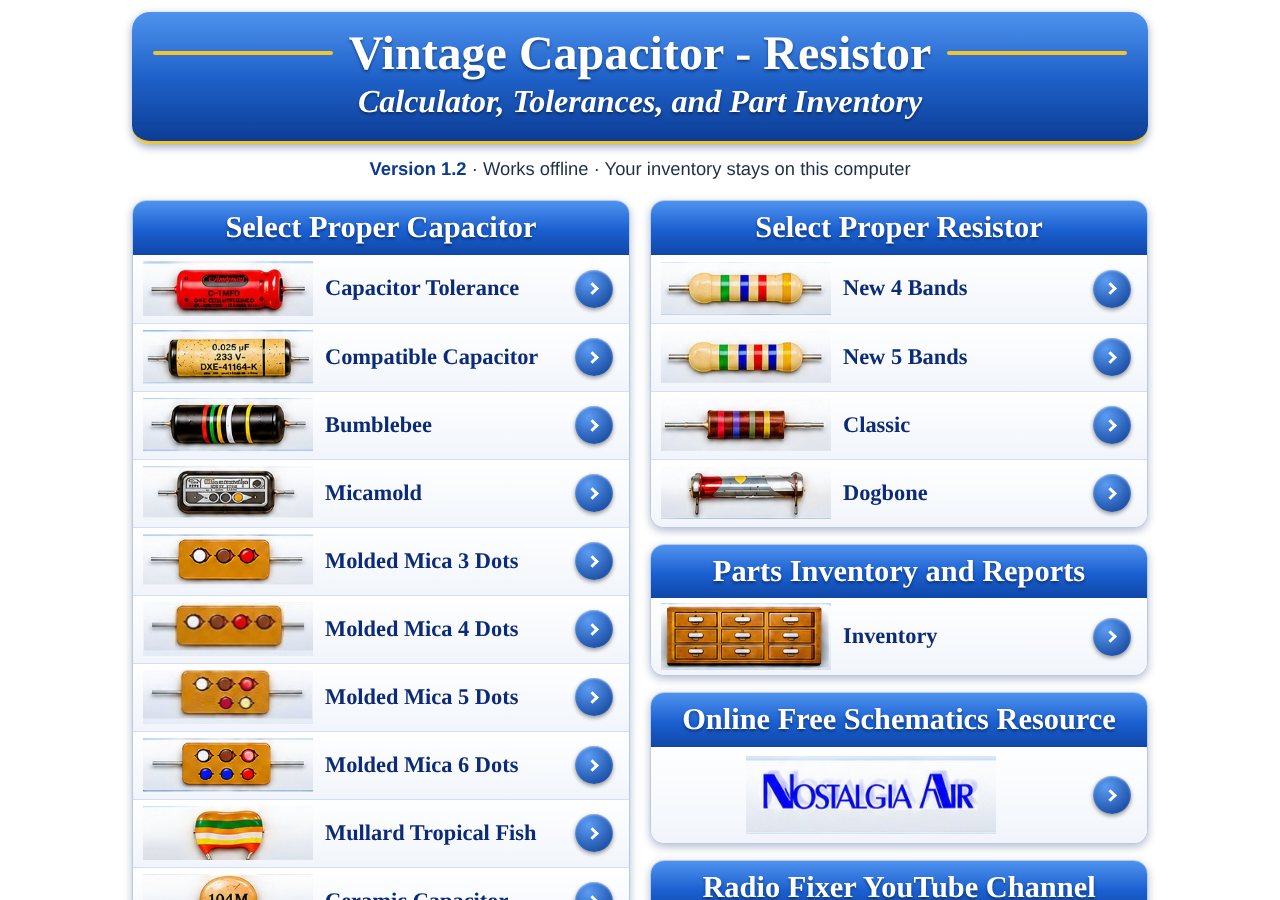 Vintage Capacitor - Resistor
Calculator, Tolerances, and Part Inventory
Version 1.2 · Works offline · Your inventory stays on this computer
Select Proper Capacitor
C-1MFD
Capacitor Tolerance
0.025 µF
.233 V-
DXE-41164-K
Compatible Capacitor
Bumblebee
Micamold
Molded Mica 3 Dots
Molded Mica 4 Dots
Molded Mica 5 Dots
Molded Mica 6 Dots
Mullard Tropical Fish
104M
Ceramic Capacitor
Select Proper Resistor
New 4 Bands
New 5 Bands
Classic
Dogbone
Parts Inventory and Reports
Inventory
Online Free Schematics Resource
Nostalgia Air
Radio Fixer YouTube Channel